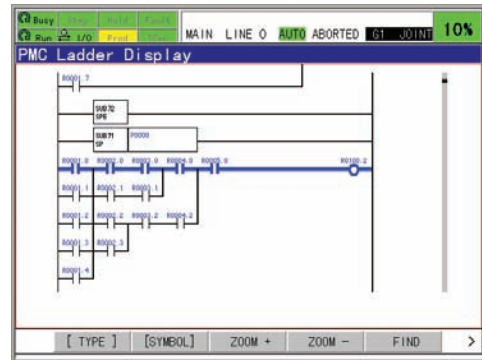 Busy Step Hold Fault
Run I/O Prod
MAIN LINE 0 AUTO ABORTED G1 JOINT 10%
PMC Ladder Display
R0001.7
SUB72
SPE
SUB71 P0000
SP
R0001.0 R0002.0 R0003.0 R0004.0 R0005.0 R0100.2
R0001.1 R0002.1 R0003.1
R0001.2 R0002.2 R0003.2 R0004.2
R0001.3 R0002.3
R0001.4
[ TYPE ] [SYMBOL] ZOOM + ZOOM - FIND >